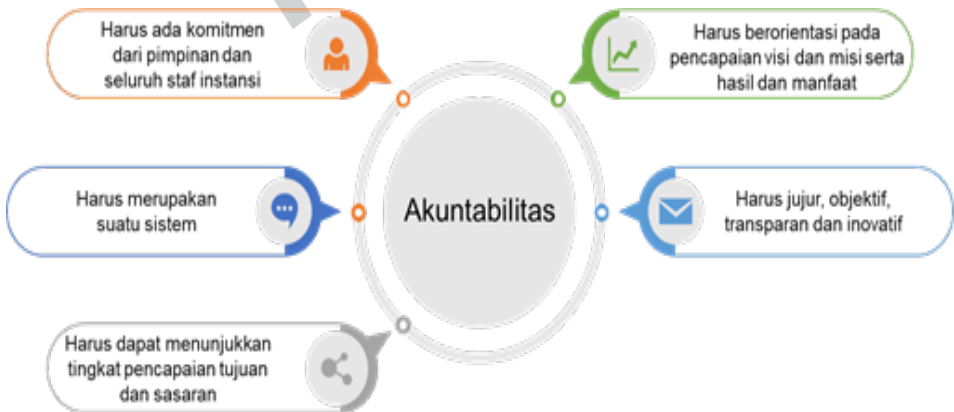 Harus ada komitmen
dari pimpinan dan
seluruh staf instansi
Harus berorientasi pada
pencapaian visi dan misi serta
hasil dan manfaat
Harus merupakan
suatu sistem
Akuntabilitas
Harus jujur, objektif,
transparan dan inovatif
Harus dapat menunjukkan
tingkat pencapaian tujuan
dan sasaran